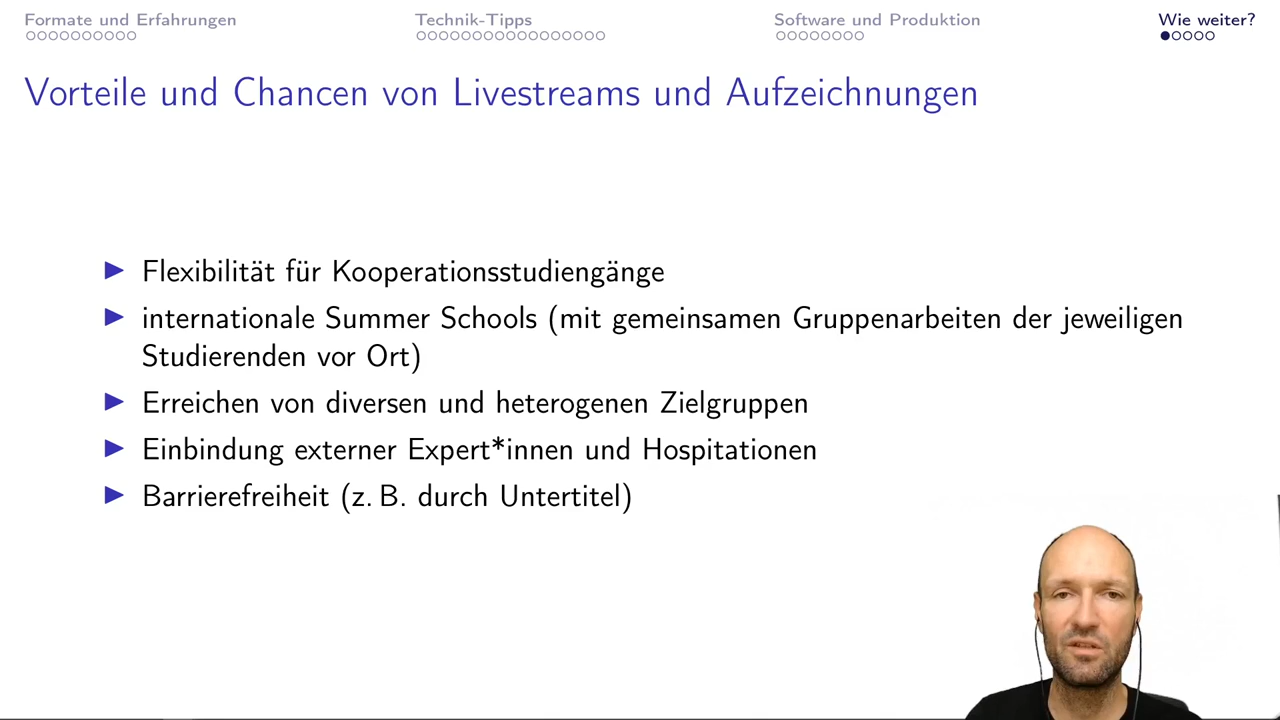 Formate und Erfahrungen
Technik-Tipps
Software und Produktion
Wie weiter?
Vorteile und Chancen von Livestreams und Aufzeichnungen
Flexibilität für Kooperationsstudiengänge
internationale Summer Schools (mit gemeinsamen Gruppenarbeiten der jeweiligen
Studierenden vor Ort)
Erreichen von diversen und heterogenen Zielgruppen
Einbindung externer Expert*innen und Hospitationen
Barrierefreiheit (z. B. durch Untertitel)